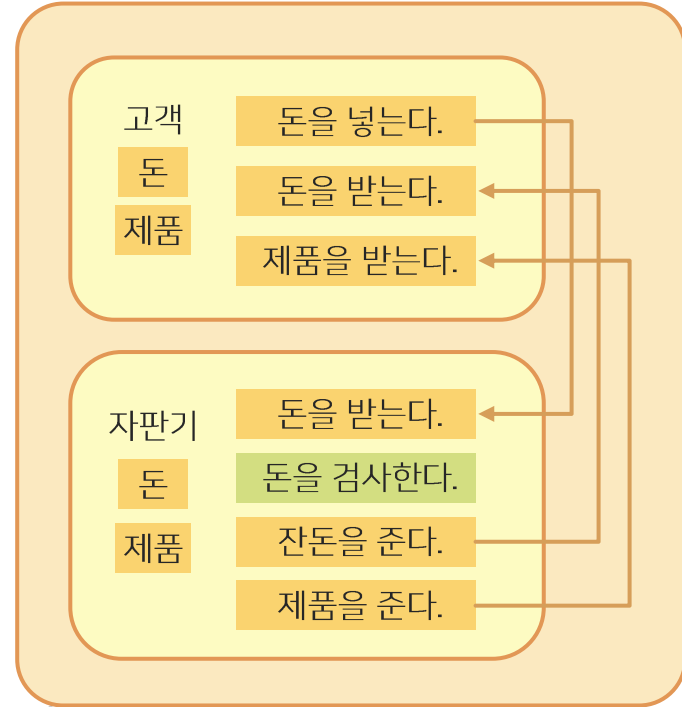 고객
돈
제품
돈을 넣는다.
돈을 받는다.
제품을 받는다.
자판기
돈
제품
돈을 받는다.
돈을 검사한다.
잔돈을 준다.
제품을 준다.